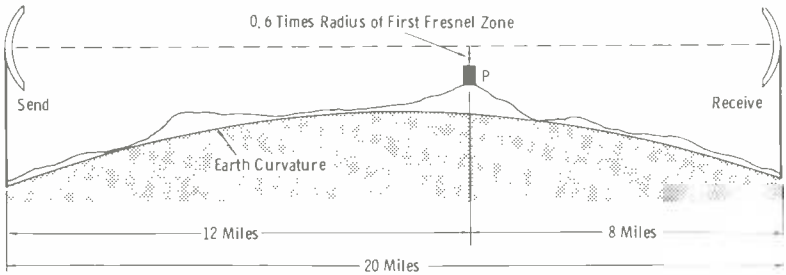 0.6 Times Radius of First Fresnel Zone
P
Send
Receive
Earth Curvature
12 Miles
8 Miles
20 Miles